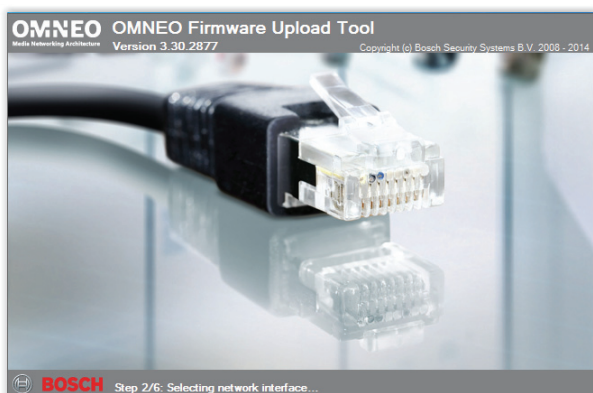 OMNEO OMNEO Firmware Upload Tool
Media Networking Architecture Version 3.30.2877
Copyright (c) Bosch Security Systems B.V. 2008 - 2014
BOSCH Step 2/6: Selecting network interface...